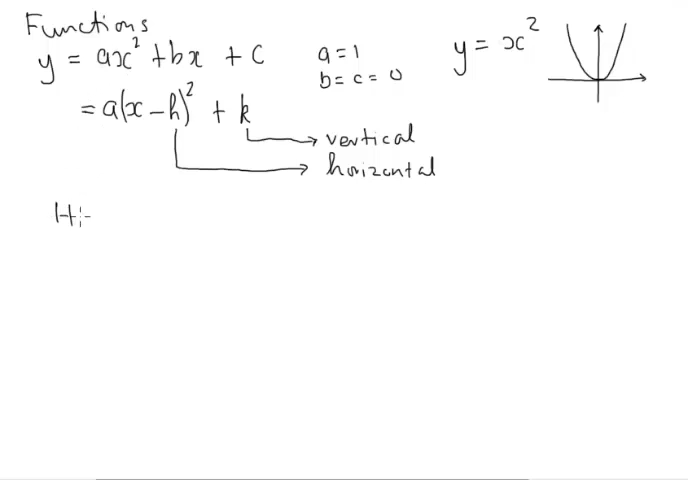 Functions
y = ax² + bx + c
a = 1
b = c = 0
y = x²
= a(x - h)² + k
vertical
horizontal
H